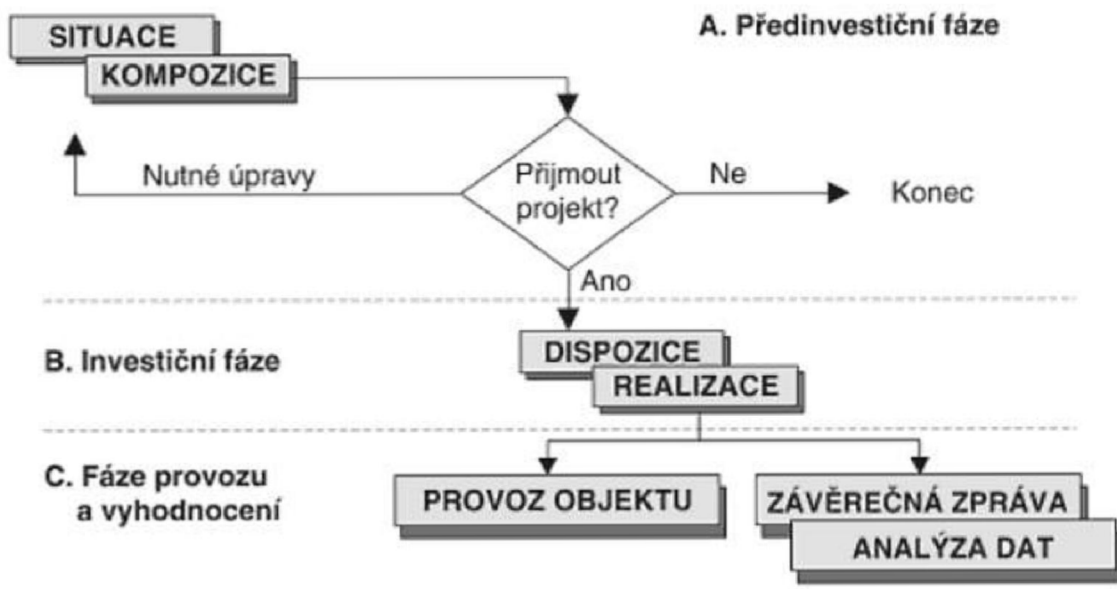 A. Předinvestiční fáze
SITUACE
KOMPOZICE
Nutné úpravy
Přijmout
projekt?
Ne
Konec
Ano
B. Investiční fáze
DISPOZICE
REALIZACE
C. Fáze provozu
a vyhodnocení
PROVOZ OBJEKTU
ZÁVĚREČNÁ ZPRÁVA
ANALÝZA DAT